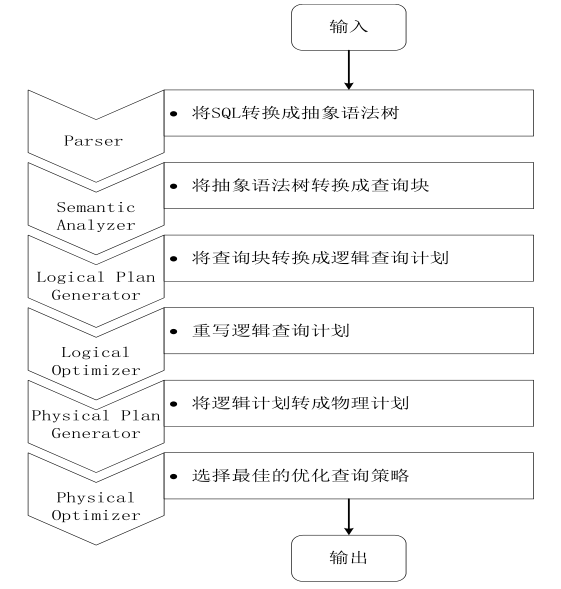 输入
Parser
• 将SQL转换成抽象语法树
Semantic
Analyzer
• 将抽象语法树转换成查询块
Logical Plan
Generator
• 将查询块转换成逻辑查询计划
Logical
Optimizer
• 重写逻辑查询计划
Physical Plan
Generator
• 将逻辑计划转成物理计划
Physical
Optimizer
• 选择最佳的优化查询策略
输出